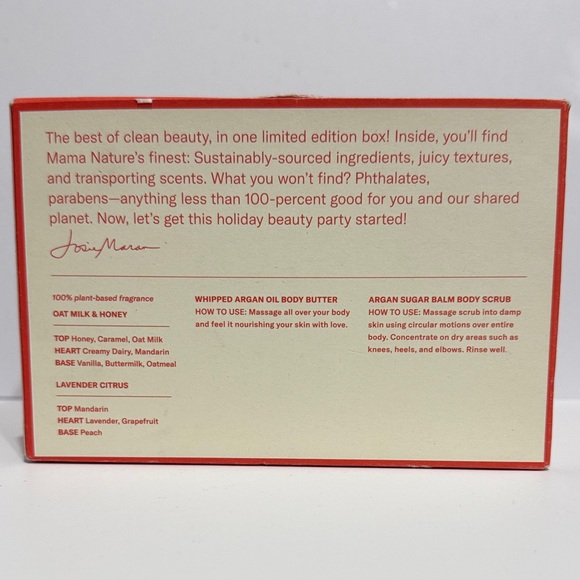 The best of clean beauty, in one limited edition box! Inside, you'll find
Mama Nature's finest: Sustainably-sourced ingredients, juicy textures,
and transporting scents. What you won't find? Phthalates,
parabens—anything less than 100-percent good for you and our shared
planet. Now, let's get this holiday beauty party started!
Josie Maran
100% plant-based fragrance
OAT MILK & HONEY
TOP Honey, Caramel, Oat Milk
HEART Creamy Dairy, Mandarin
BASE Vanilla, Buttermilk, Oatmeal
LAVENDER CITRUS
TOP Mandarin
HEART Lavender, Grapefruit
BASE Peach
WHIPPED ARGAN OIL BODY BUTTER
HOW TO USE: Massage all over your body
and feel it nourishing your skin with love.
ARGAN SUGAR BALM BODY SCRUB
HOW TO USE: Massage scrub into damp
skin using circular motions over entire
body. Concentrate on dry areas such as
knees, heels, and elbows. Rinse well.